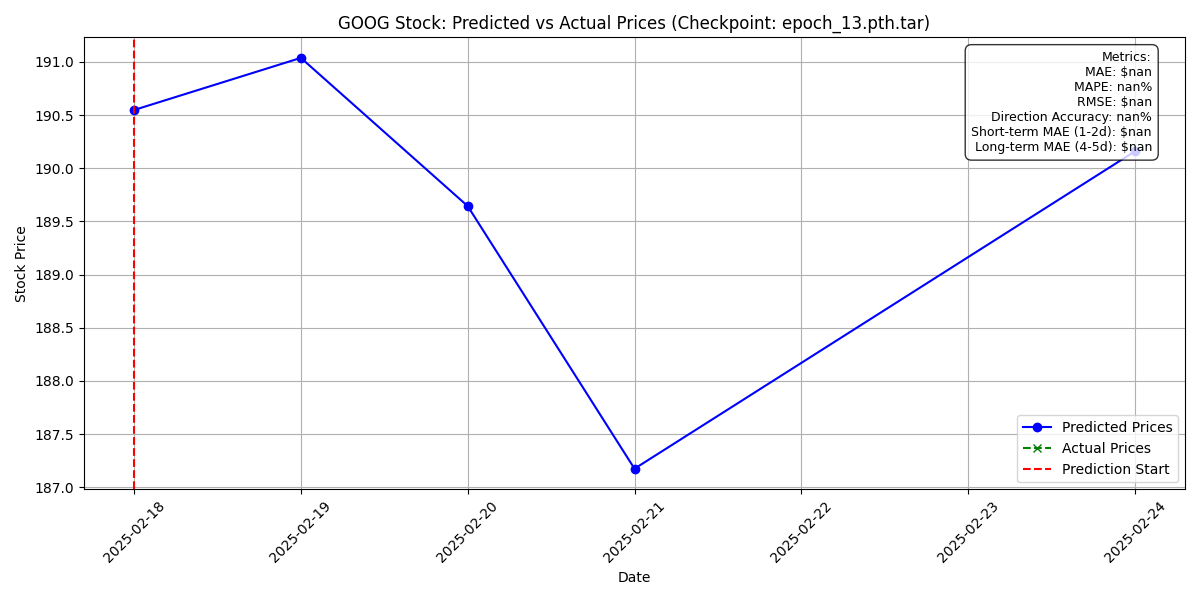 GOOG Stock: Predicted vs Actual Prices (Checkpoint: epoch_13.pth.tar)
Metrics:
MAE: $nan
MAPE: nan%
RMSE: $nan
Direction Accuracy: nan%
Short-term MAE (1-2d): $nan
Long-term MAE (4-5d): $nan
Stock Price
191.0
190.5
190.0
189.5
189.0
188.5
188.0
187.5
187.0
Predicted Prices
Actual Prices
Prediction Start
2025-02-18
2025-02-19
2025-02-20
2025-02-21
2025-02-22
2025-02-23
2025-02-24
Date